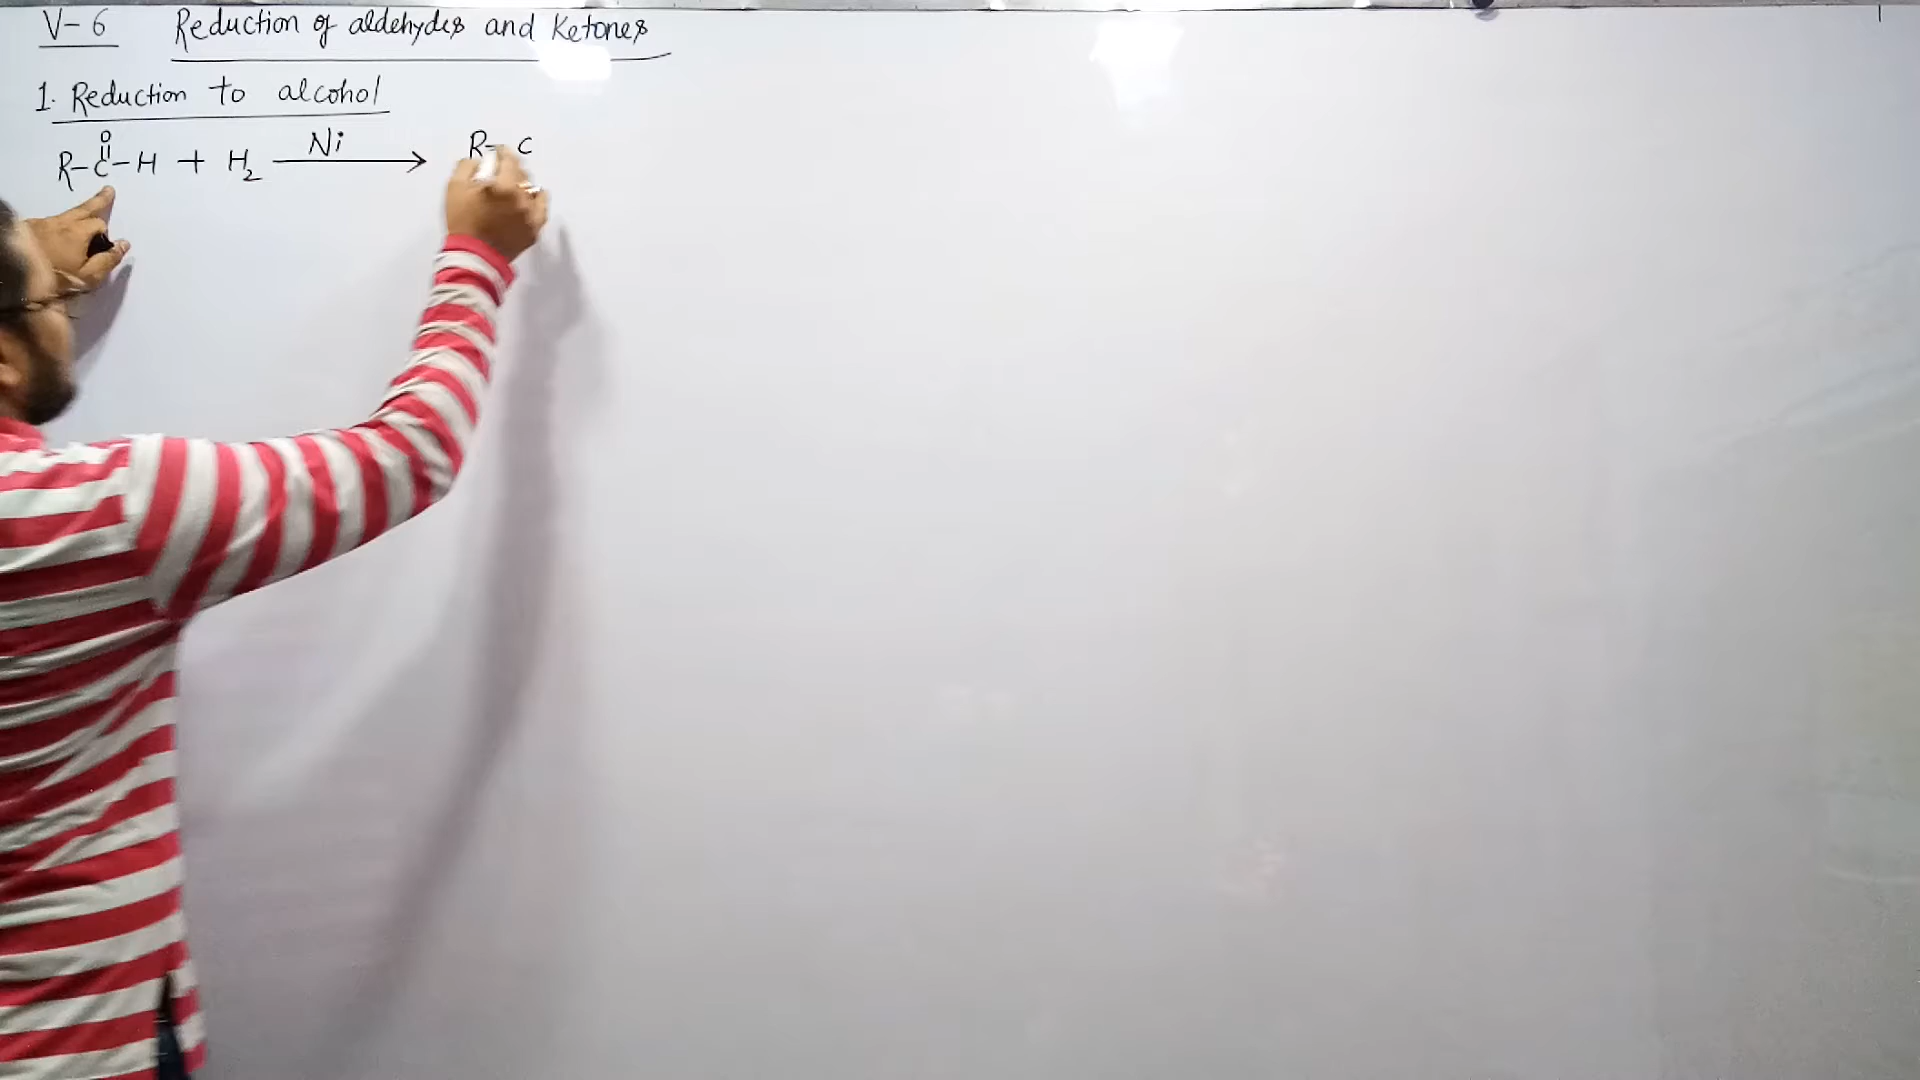 V-6 Reduction of aldehydes and Ketones
1. Reduction to alcohol
O
R-C-H + H2 Ni → R- C